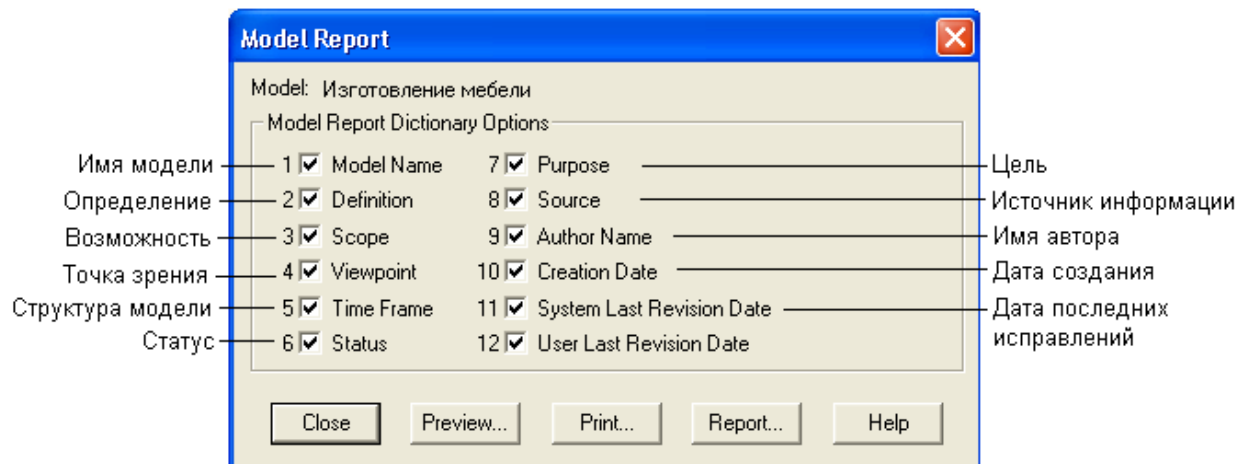 Model Report
Model: Изготовление мебели
Model Report Dictionary Options
Имя модели 1 Model Name 7 Purpose Цель
Определение 2 Definition 8 Source Источник информации
Возможность 3 Scope 9 Author Name Имя автора
Точка зрения 4 Viewpoint 10 Creation Date Дата создания
Структура модели 5 Time Frame 11 System Last Revision Date Дата последних
Статус 6 Status 12 User Last Revision Date исправлений
Close Preview... Print... Report... Help